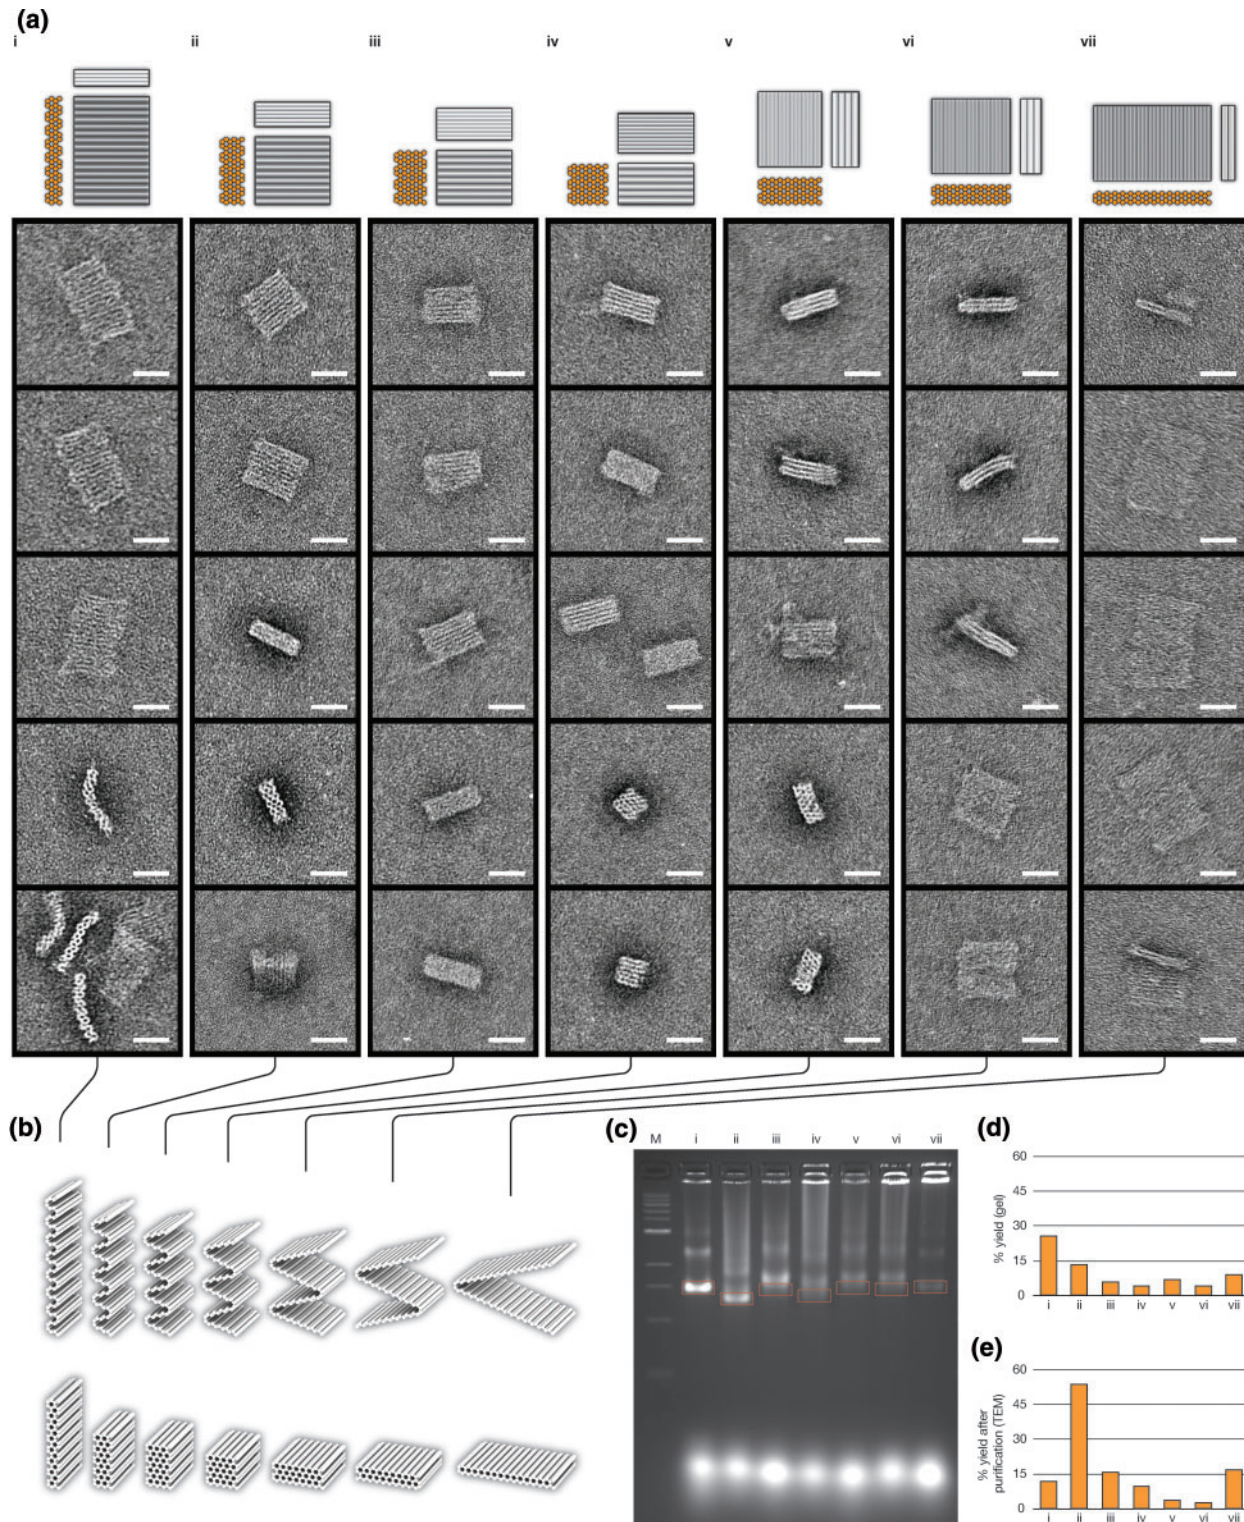 (a)
i ii iii iv v vi vii
(b)
(c)
M i ii iii iv v vi vii
(d)
60
45
30
15
0
% yield (gel)
i ii iii iv v vi vii
(e)
60
45
30
15
0
% yield after
purification (TEM)
i ii iii iv v vi vii